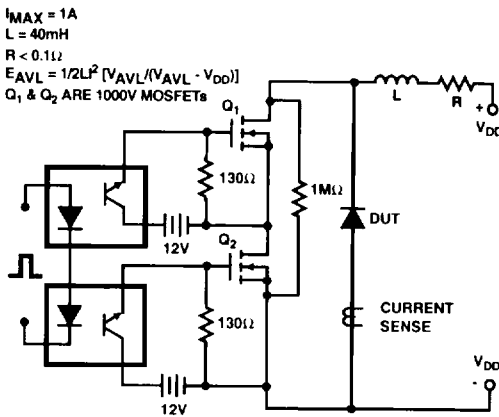 IMAX = 1A
L = 40mH
R < 0.1Ω
EAVL = 1/2LI² [VAVL/(VAVL - VDD)]
Q1 & Q2 ARE 1000V MOSFETs
Q1
L
R
+
VDD
130Ω
1MΩ
DUT
12V
Q2
130Ω
CURRENT
SENSE
VDD
-
12V